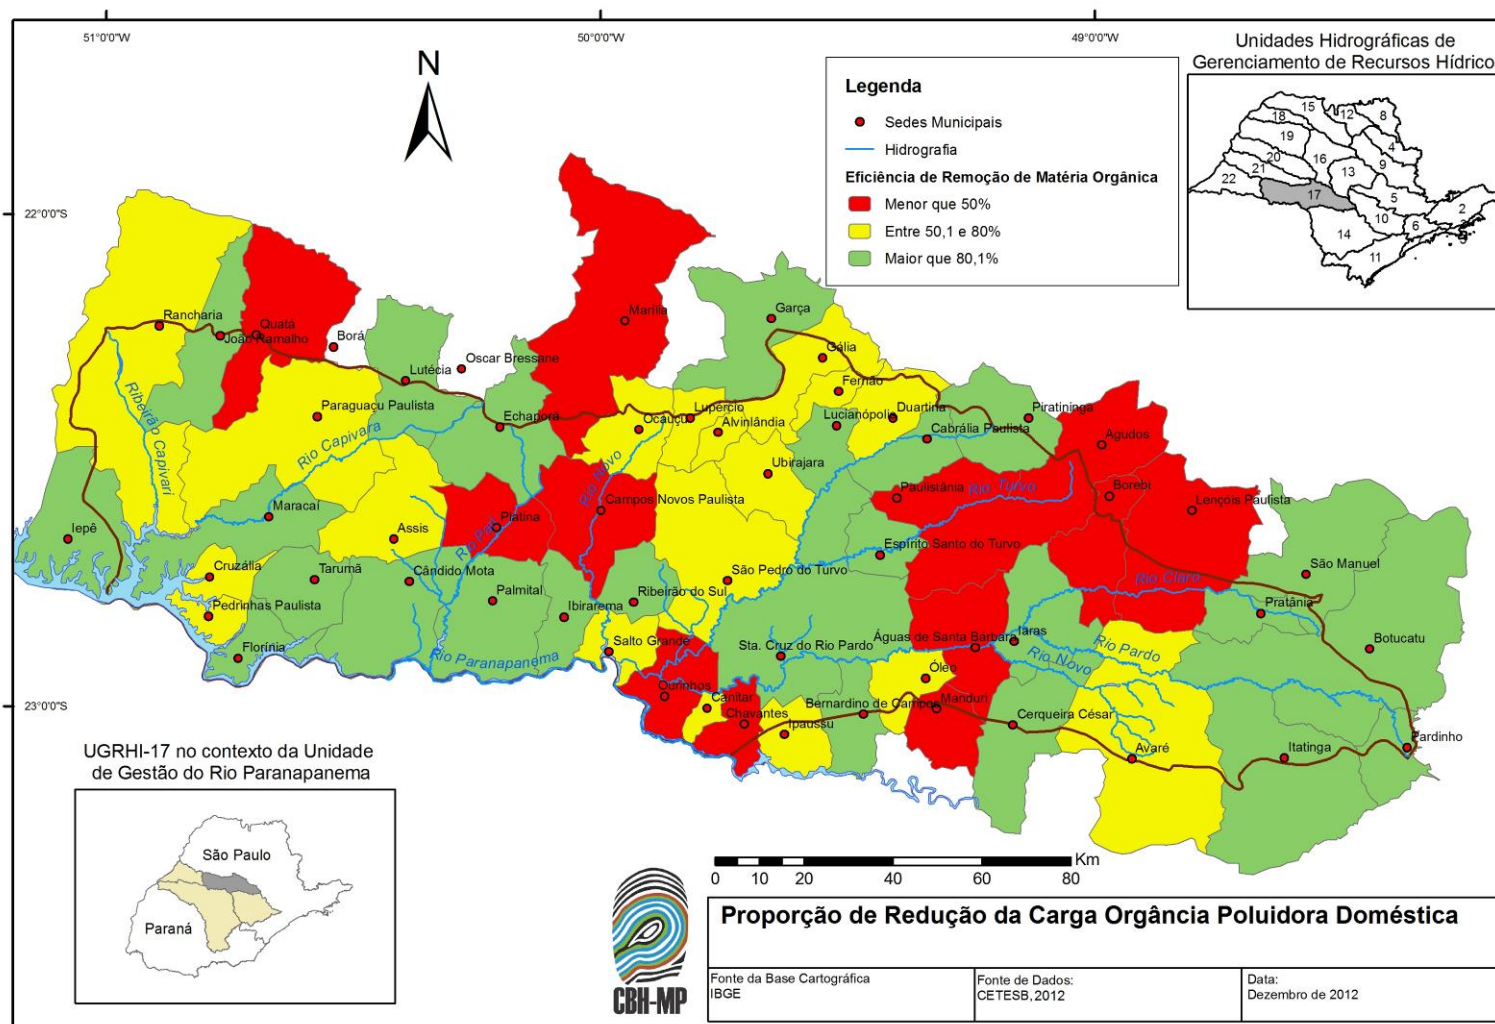 51°0'0"W
50°0'0"W
49°0'0"W
22°0'0"S
23°0'0"S
N
Legenda
Sedes Municipais
Hidrografia
Eficiência de Remoção de Matéria Orgânica
Menor que 50%
Entre 50,1 e 80%
Maior que 80,1%
Unidades Hidrográficas de
Gerenciamento de Recursos Hídrico
15
12
8
18
19
4
20
16
9
21
13
22
17
5
2
10
6
3
14
11
Rancharia
João Ramalho
Quatá
Borá
Lutécia
Oscar Bressane
Marília
Garça
Gália
Fernão
Paraguaçu Paulista
Echaporã
Ocauçu
Lupércio
Alvinlândia
Lucianópolis
Duartina
Cabrália Paulista
Piratininga
Agudos
Ribeirão Capivari
Rio Capivara
Ubirajara
Rio Novo
Campos Novos Paulista
Paulistânia
Rio Turvo
Borebi
Lençois Paulista
Iepê
Maracaí
Assis
Platina
Rio Pari
Espírito Santo do Turvo
Cruzália
Tarumã
Cândido Mota
Palmital
Ibirarema
Ribeirão do Sul
São Pedro do Turvo
São Manuel
Rio Claro
Pratânia
Pedrinhas Paulista
Florínia
Rio Paranapanema
Salto Grande
Sta. Cruz do Rio Pardo
Águas de Santa Bárbara
Iaras
Rio Pardo
Rio Novo
Botucatu
Ourinhos
Canitar
Chavantes
Ipaussu
Bernardino de Campos
Óleo
Manduri
Cerqueira César
Avaré
Itatinga
Pardinho
UGRHI-17 no contexto da Unidade
de Gestão do Rio Paranapanema
São Paulo
Paraná
Km
0 10 20 40 60 80
CBH-MP
Proporção de Redução da Carga Orgância Poluidora Doméstica
Fonte da Base Cartográfica
IBGE
Fonte de Dados:
CETESB,2012
Data:
Dezembro de 2012